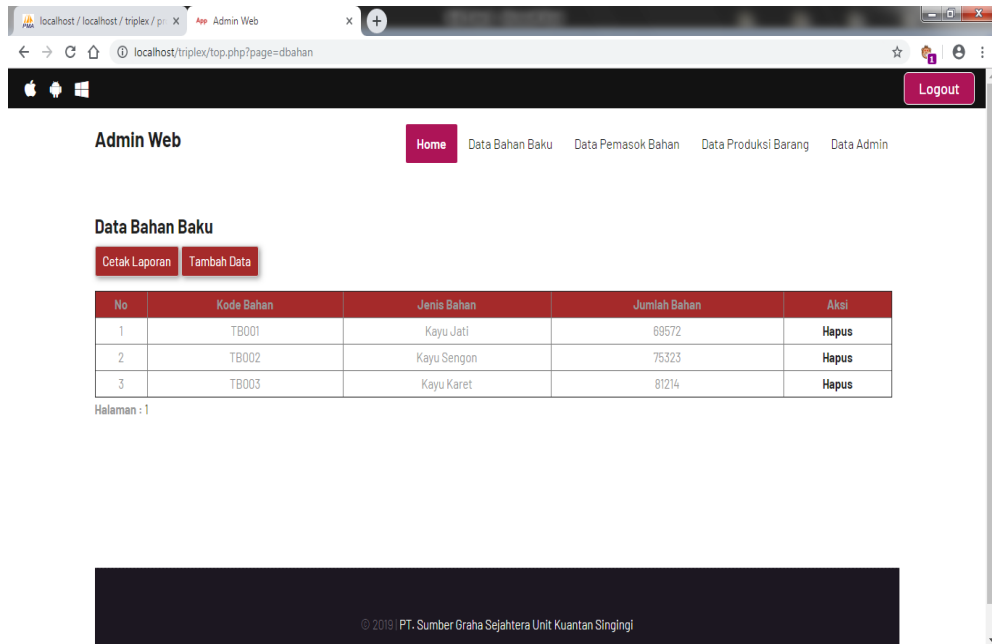 localhost / localhost / triplex / pr
App Admin Web
localhost/triplex/top.php?page=dbahan
1
Logout
Admin Web
Home Data Bahan Baku Data Pemasok Bahan Data Produksi Barang Data Admin
Data Bahan Baku
Cetak Laporan Tambah Data
No Kode Bahan Jenis Bahan Jumlah Bahan Aksi
1 TB001 Kayu Jati 69572 Hapus
2 TB002 Kayu Sengon 75323 Hapus
3 TB003 Kayu Karet 81214 Hapus
Halaman : 1
© 2019 | PT. Sumber Graha Sejahtera Unit Kuantan Singingi